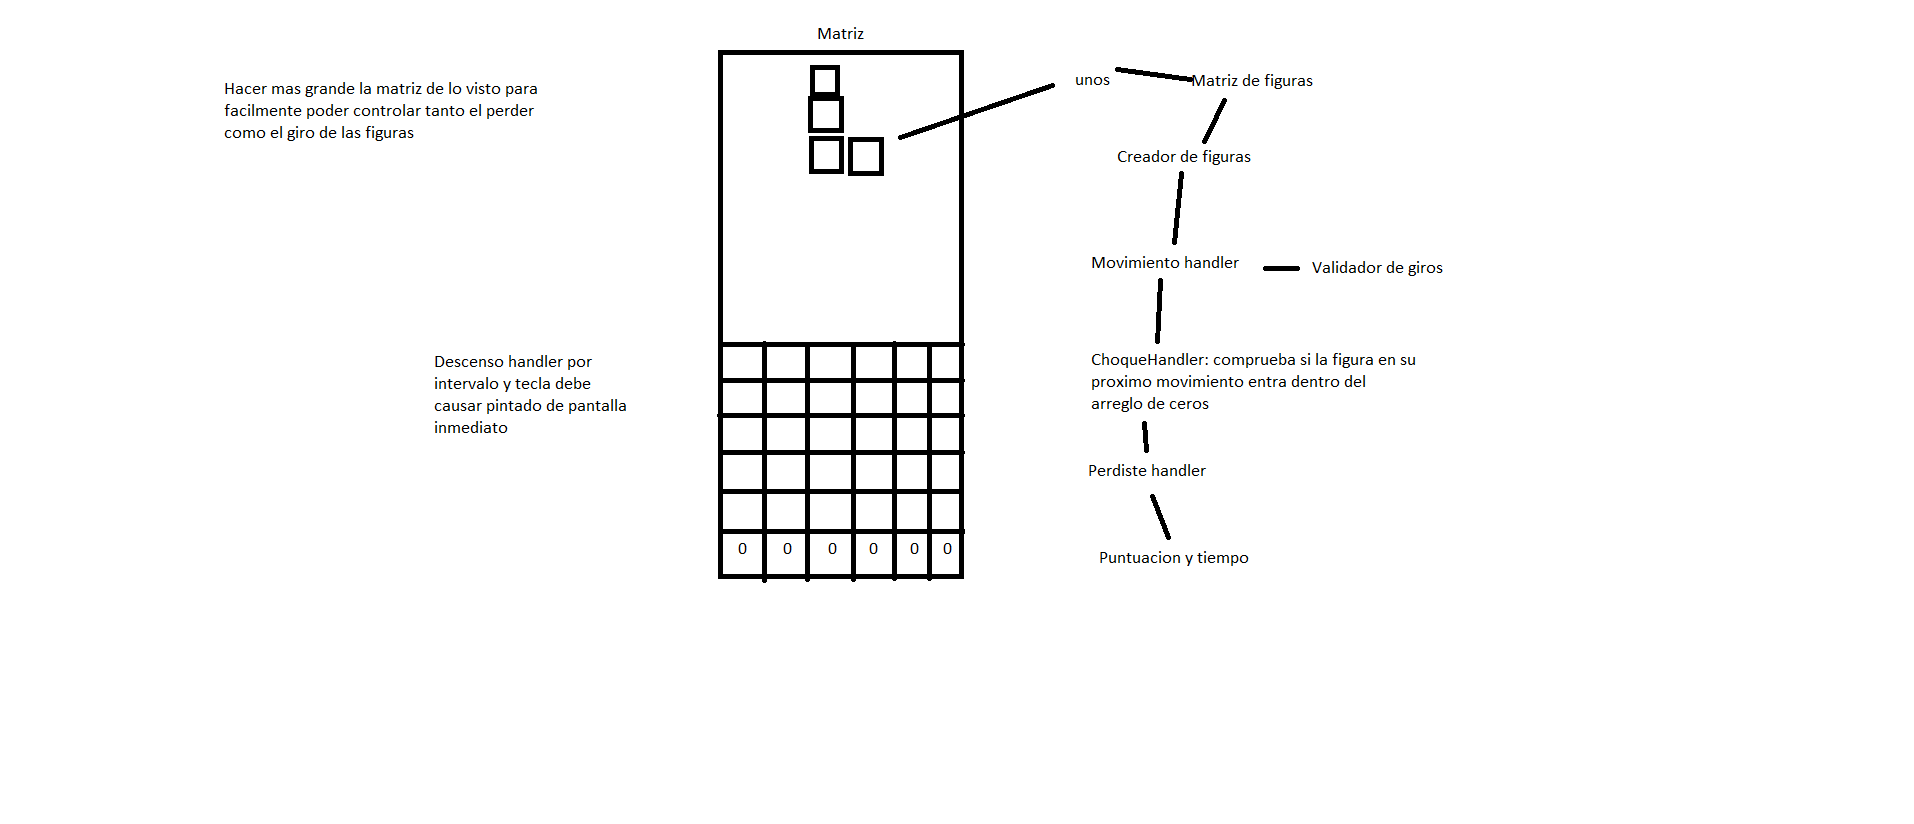 Matriz
Hacer mas grande la matriz de lo visto para
facilmente poder controlar tanto el perder
como el giro de las figuras
unos
Matriz de figuras
Creador de figuras
Movimiento handler
Validador de giros
Descenso handler por
intervalo y tecla debe
causar pintado de pantalla
inmediato
ChoqueHandler: comprueba si la figura en su
proximo movimiento entra dentro del
arreglo de ceros
Perdiste handler
0 0 0 0 0 0
Puntuacion y tiempo